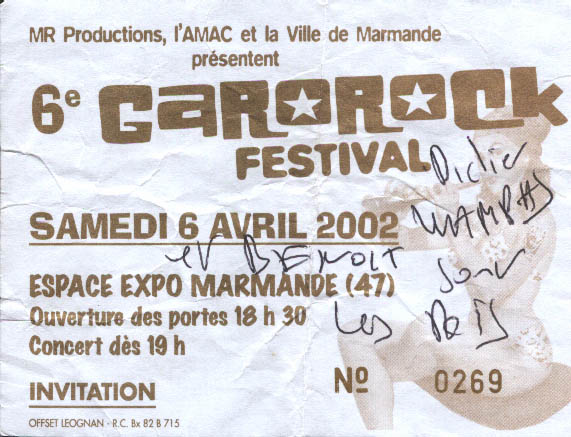 MR Productions, l'AMAC et la Ville de Marmande
présentent
6e GAROROCK
FESTIVAL
SAMEDI 6 AVRIL 2002
ESPACE EXPO MARMANDE (47)
Ouverture des portes 18 h 30
Concert dès 19 h
INVITATION
No 0269
OFFSET LEOGNAN - R.C. Bx 82 B 715
Didier
WAMPAS
et BENOIT
sont
Les